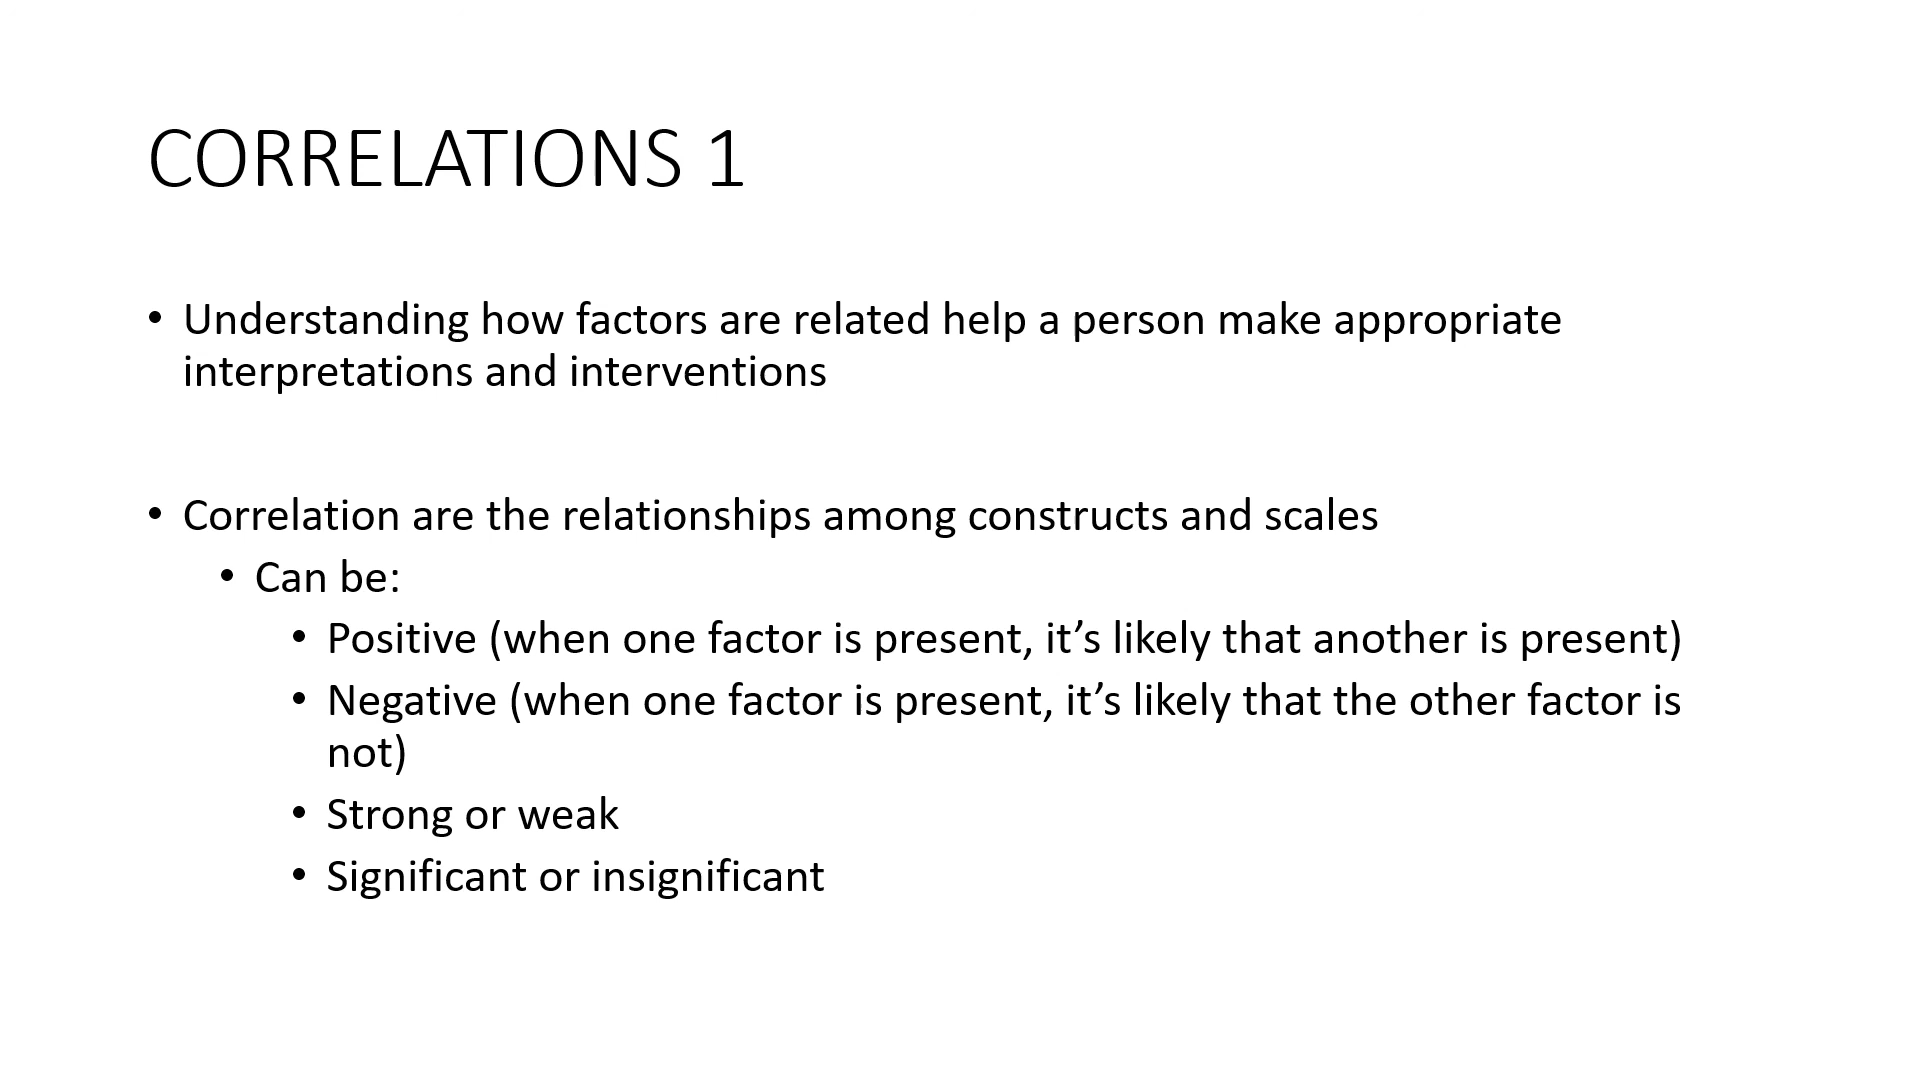 CORRELATIONS 1
• Understanding how factors are related help a person make appropriate
interpretations and interventions
• Correlation are the relationships among constructs and scales
• Can be:
• Positive (when one factor is present, it’s likely that another is present)
• Negative (when one factor is present, it’s likely that the other factor is
not)
• Strong or weak
• Significant or insignificant